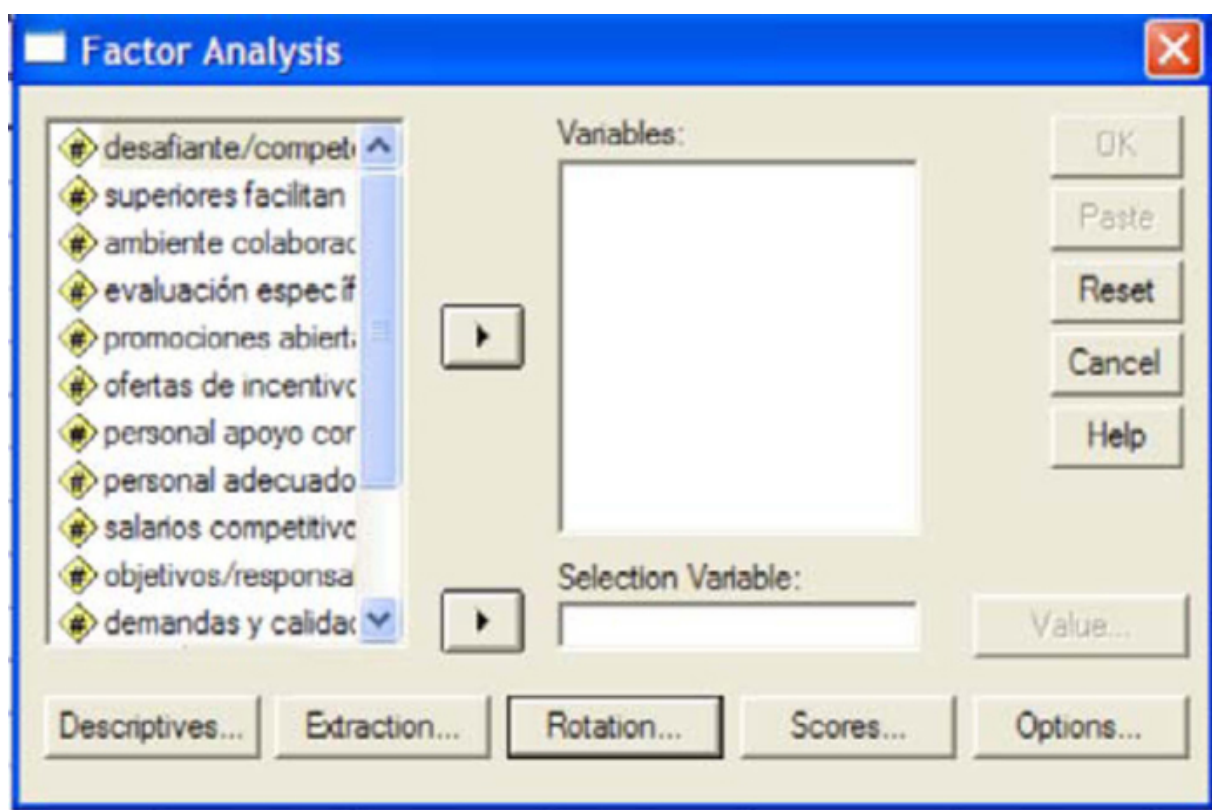 Factor Analysis
desafiante/compet
superiores facilitan
ambiente colaborac
evaluación específ
promociones abiert
ofertas de incentivo
personal apoyo cor
personal adecuado
salarios competitivo
objetivos/responsa
demandas y calidad
Variables:
Selection Variable:
OK
Paste
Reset
Cancel
Help
Value...
Descriptives... Extraction... Rotation... Scores... Options...